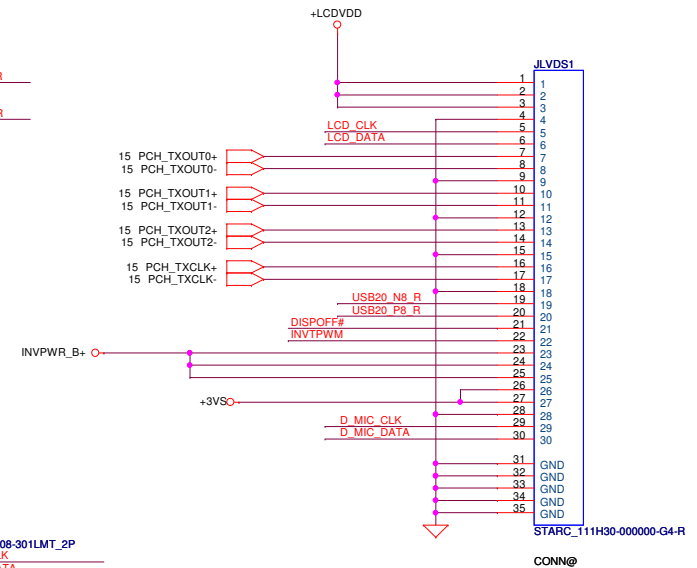 +LCDVDD
JLVDS1
R
1 1
2 2
3 3
R
4 4
LCD_CLK 5 5
LCD_DATA 6 6
15 PCH_TXOUT0+ 7 7
15 PCH_TXOUT0- 8 8
9 9
15 PCH_TXOUT1+ 10 10
15 PCH_TXOUT1- 11 11
12 12
15 PCH_TXOUT2+ 13 13
15 PCH_TXOUT2- 14 14
15 15
15 PCH_TXCLK+ 16 16
15 PCH_TXCLK- 17 17
18 18
USB20_N8_R 19 19
USB20_P8_R 20 20
DISPOFF# 21 21
INVTPWM 22 22
INVPWR_B+ 23 23
24 24
25 25
26 26
+3VS 27 27
28 28
D_MIC_CLK 29 29
D_MIC_DATA 30 30
31 GND
32 GND
33 GND
34 GND
35 GND
STARC_111H30-000000-G4-R
08-301LMT_2P
LK
CONN@